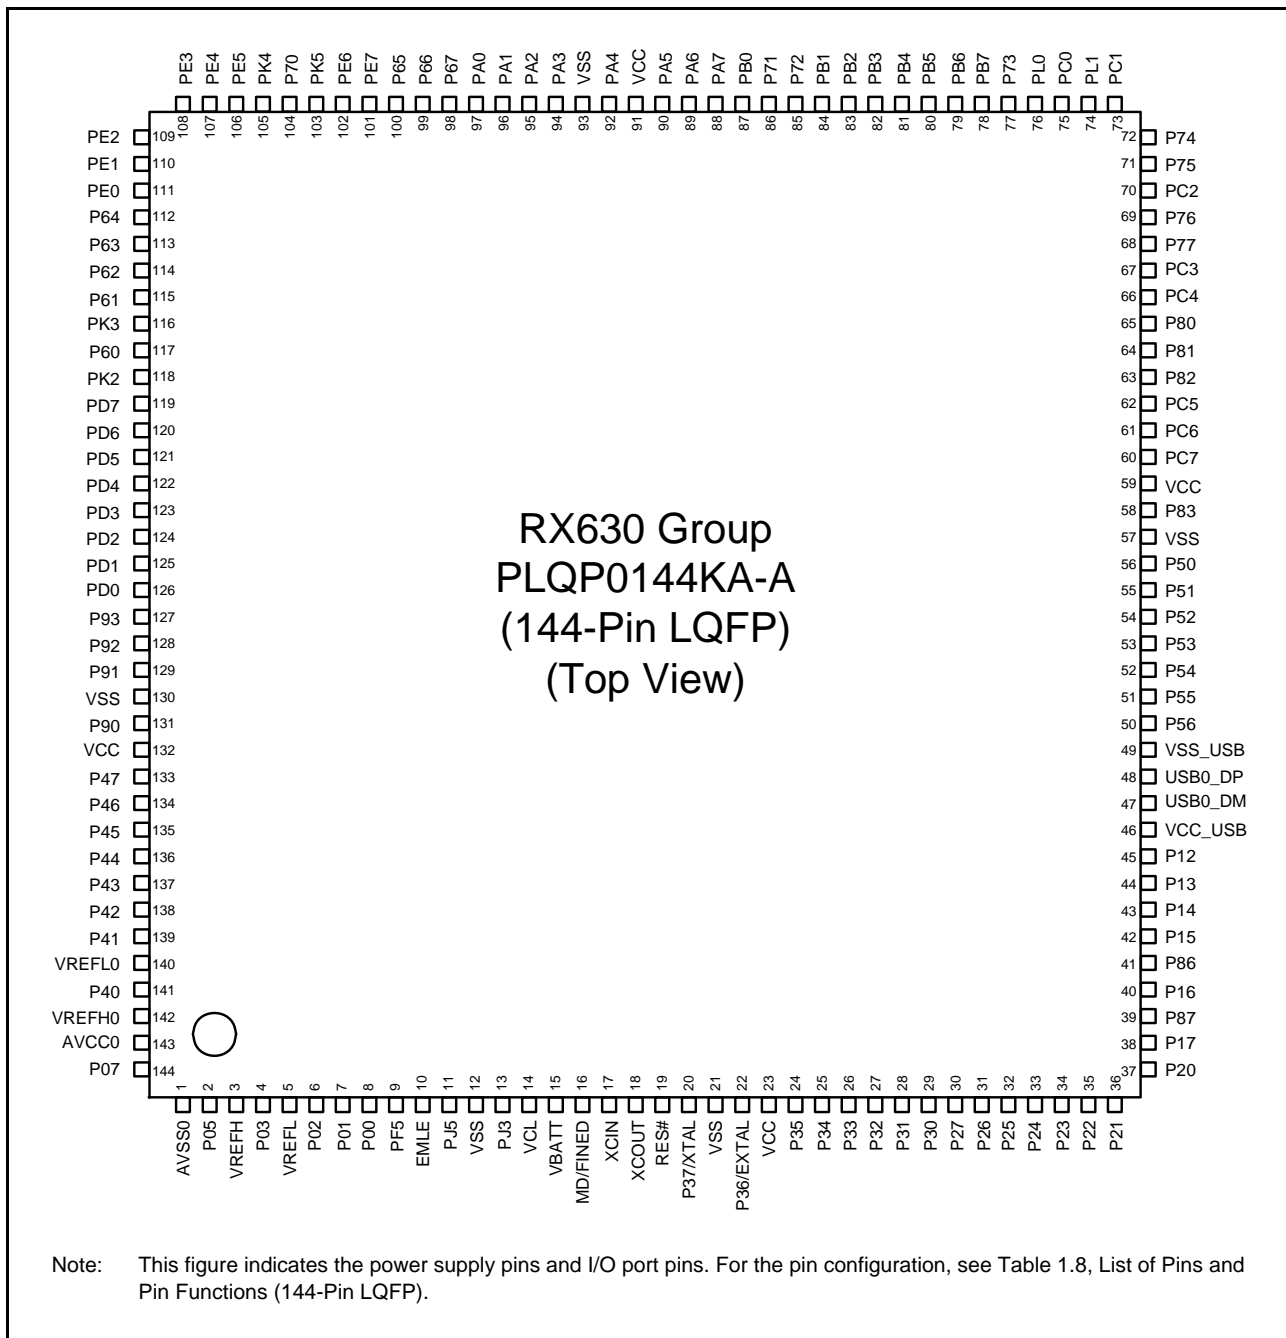 PE3 PE4 PE5 PK4 P70 PK5 PE6 PE7 P65 P66 P67 PA0 PA1 PA2 PA3 VSS PA4 VCC PA5 PA6 PA7 PB0 P71 P72 PB1 PB2 PB3 PB4 PB5 PB6 PB7 P73 PL0 PC0 PL1 PC1
108 107 106 105 104 103 102 101 100 99 98 97 96 95 94 93 92 91 90 89 88 87 86 85 84 83 82 81 80 79 78 77 76 75 74 73
PE2 109
PE1 110
PE0 111
P64 112
P63 113
P62 114
P61 115
PK3 116
P60 117
PK2 118
PD7 119
PD6 120
PD5 121
PD4 122
PD3 123
PD2 124
PD1 125
PD0 126
P93 127
P92 128
P91 129
VSS 130
P90 131
VCC 132
P47 133
P46 134
P45 135
P44 136
P43 137
P42 138
P41 139
VREFL0 140
P40 141
VREFH0 142
AVCC0 143
P07 144
RX630 Group
PLQP0144KA-A
(144-Pin LQFP)
(Top View)
72 P74
71 P75
70 PC2
69 P76
68 P77
67 PC3
66 PC4
65 P80
64 P81
63 P82
62 PC5
61 PC6
60 PC7
59 VCC
58 P83
57 VSS
56 P50
55 P51
54 P52
53 P53
52 P54
51 P55
50 P56
49 VSS_USB
48 USB0_DP
47 USB0_DM
46 VCC_USB
45 P12
44 P13
43 P14
42 P15
41 P86
40 P16
39 P87
38 P17
37 P20
1 2 3 4 5 6 7 8 9 10 11 12 13 14 15 16 17 18 19 20 21 22 23 24 25 26 27 28 29 30 31 32 33 34 35 36
AVSS0 P05 VREFH P03 VREFL P02 P01 P00 PF5 EMLE PJ5 VSS PJ3 VCL VBATT MD/FINED XCIN XCOUT RES# P37/XTAL VSS P36/EXTAL VCC P35 P34 P33 P32 P31 P30 P27 P26 P25 P24 P23 P22 P21
Note: This figure indicates the power supply pins and I/O port pins. For the pin configuration, see Table 1.8, List of Pins and
Pin Functions (144-Pin LQFP).